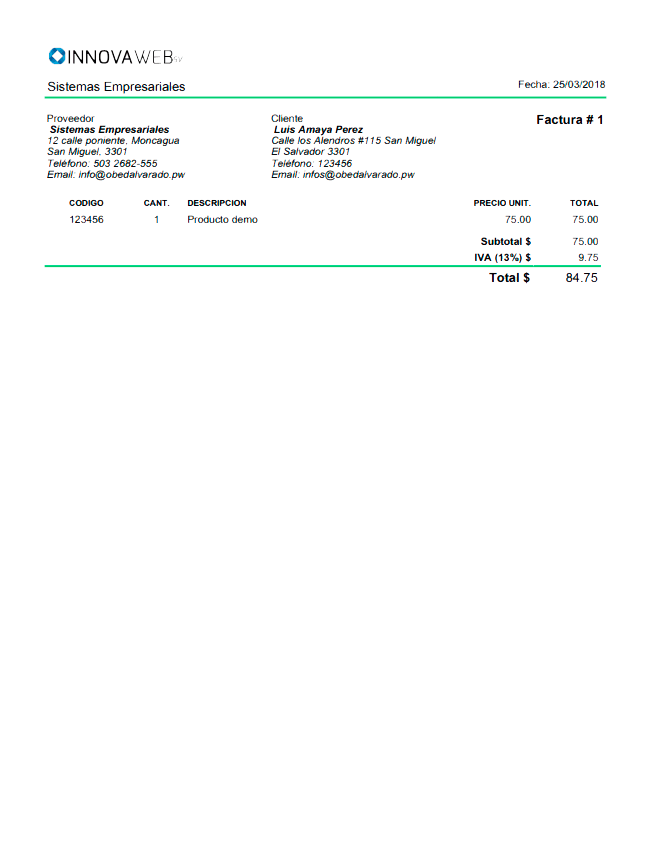 INNOVAWEBSV
Sistemas Empresariales
Fecha: 25/03/2018
Proveedor
Sistemas Empresariales
12 calle poniente, Moncagua
San Miguel, 3301
Teléfono: 503 2682-555
Email: info@obedalvarado.pw
Cliente
Luis Amaya Perez
Calle los Alendros #115 San Miguel
El Salvador 3301
Teléfono: 123456
Email: infos@obedalvarado.pw
Factura # 1
CODIGO CANT. DESCRIPCION PRECIO UNIT. TOTAL
123456 1 Producto demo 75.00 75.00
Subtotal $ 75.00
IVA (13%) $ 9.75
Total $ 84.75